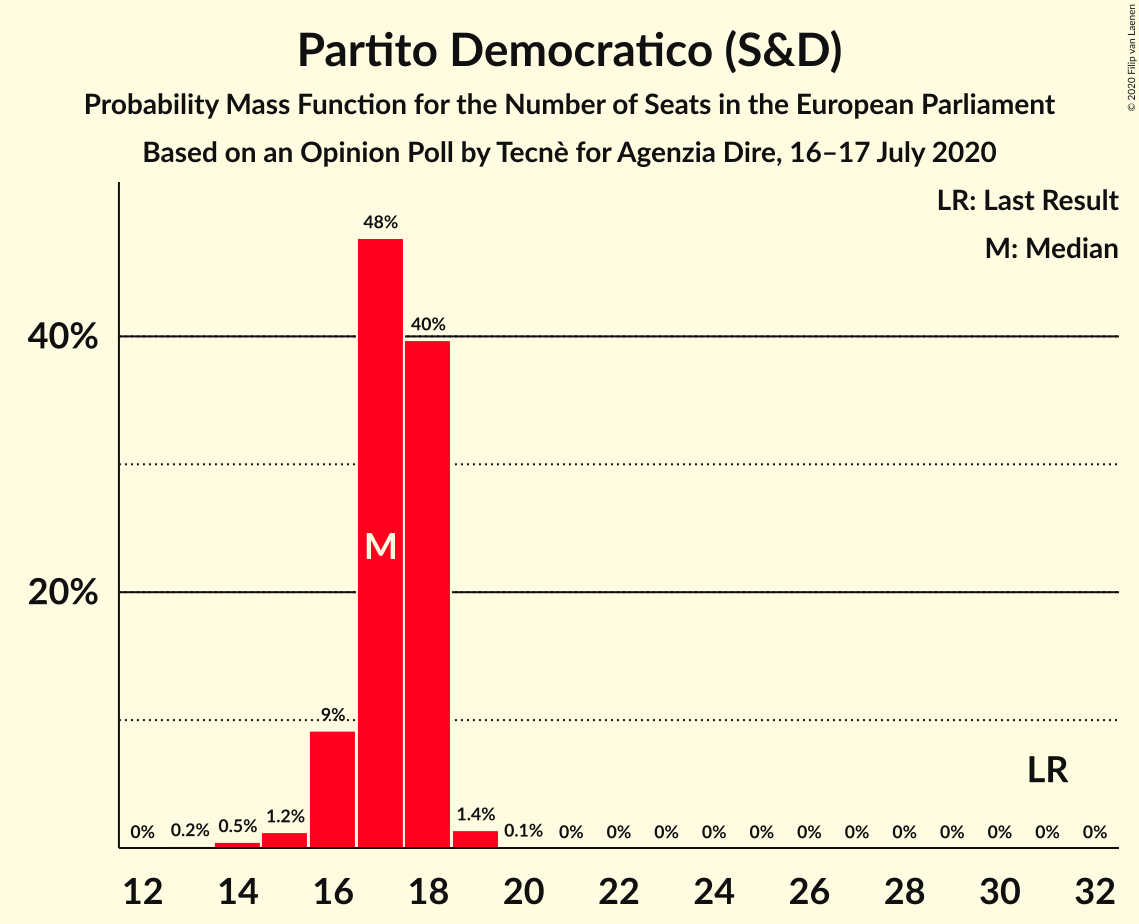 Partito Democratico (S&D)
Probability Mass Function for the Number of Seats in the European Parliament
Based on an Opinion Poll by Tecnè for Agenzia Dire, 16–17 July 2020
© 2020 Filip van Laenen
LR: Last Result
M: Median
48%
40%
40%
M
20%
9%
LR
0% 0.2% 0.5% 1.2% 1.4% 0.1% 0% 0% 0% 0% 0% 0% 0% 0% 0% 0% 0% 0%
12 14 16 18 20 22 24 26 28 30 32